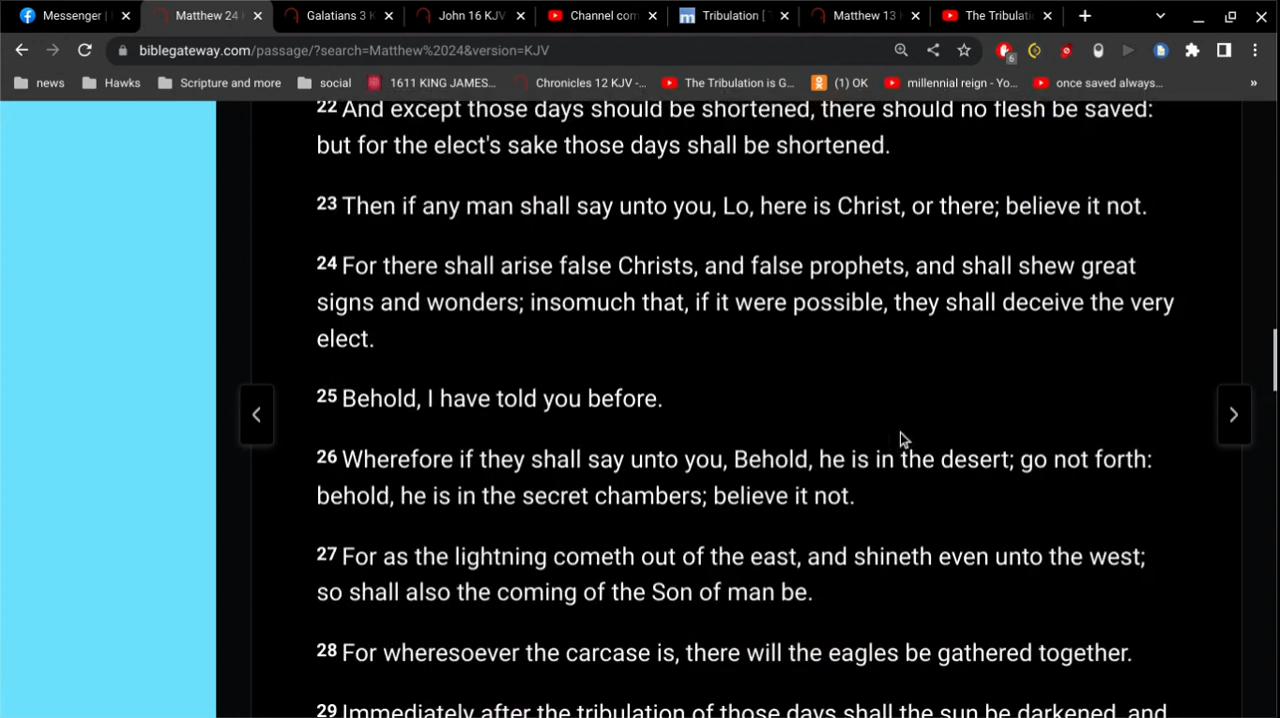 Messenger |
Matthew 24
Galatians 3 K
John 16 KJV
Channel com
Tribulation [ T
Matthew 13
The Tribulati
biblegateway.com/passage/?search=Matthew%2024&version=KJV
6
news
Hawks
Scripture and more
social
1611 KING JAMES...
Chronicles 12 KJV -...
The Tribulation is G...
(1) OK
millennial reign - Yo...
once saved always...
»
22 And except those days should be shortened, there should no flesh be saved:
but for the elect's sake those days shall be shortened.
23 Then if any man shall say unto you, Lo, here is Christ, or there; believe it not.
24 For there shall arise false Christs, and false prophets, and shall shew great
signs and wonders; insomuch that, if it were possible, they shall deceive the very
elect.
25 Behold, I have told you before.
26 Wherefore if they shall say unto you, Behold, he is in the desert; go not forth:
behold, he is in the secret chambers; believe it not.
27 For as the lightning cometh out of the east, and shineth even unto the west;
so shall also the coming of the Son of man be.
28 For wheresoever the carcase is, there will the eagles be gathered together.
29 Immediately after the tribulation of those days shall the sun be darkened, and